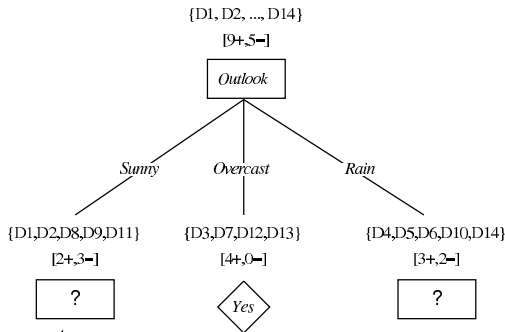 {D1, D2, ..., D14}
[9+,5−]
Outlook
Sunny Overcast Rain
{D1,D2,D8,D9,D11} {D3,D7,D12,D13} {D4,D5,D6,D10,D14}
[2+,3−] [4+,0−] [3+,2−]
? Yes ?